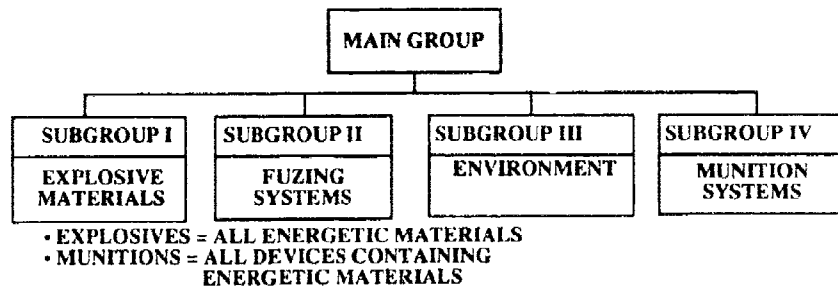 MAIN GROUP
SUBGROUP I
EXPLOSIVE
MATERIALS
SUBGROUP II
FUZING
SYSTEMS
SUBGROUP III
ENVIRONMENT
SUBGROUP IV
MUNITION
SYSTEMS
• EXPLOSIVES = ALL ENERGETIC MATERIALS
• MUNITIONS = ALL DEVICES CONTAINING
ENERGETIC MATERIALS